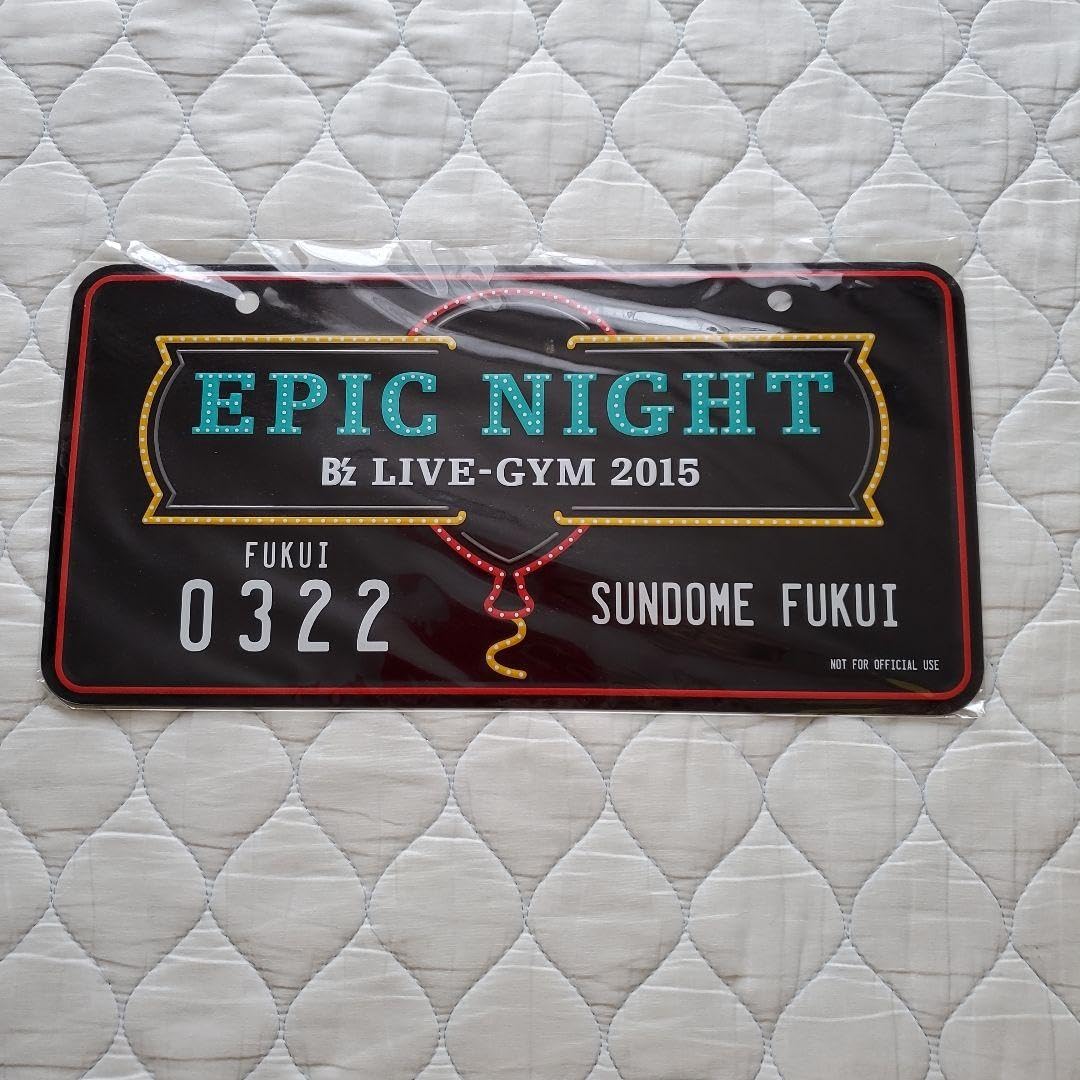 EPIC NIGHT
B'z LIVE-GYM 2015
FUKUI
0322
SUNDOME FUKUI
NOT FOR OFFICIAL USE